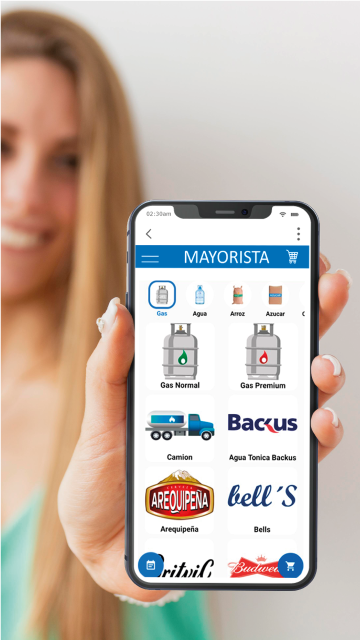 02:30am
MAYORISTA
Gas Agua Arroz Azucar
Gas Normal Gas Premium
Backus
Camion Agua Tonica Backus
CERVEZA
AREQUIPEÑA
bell´S
Arequipeña Bells